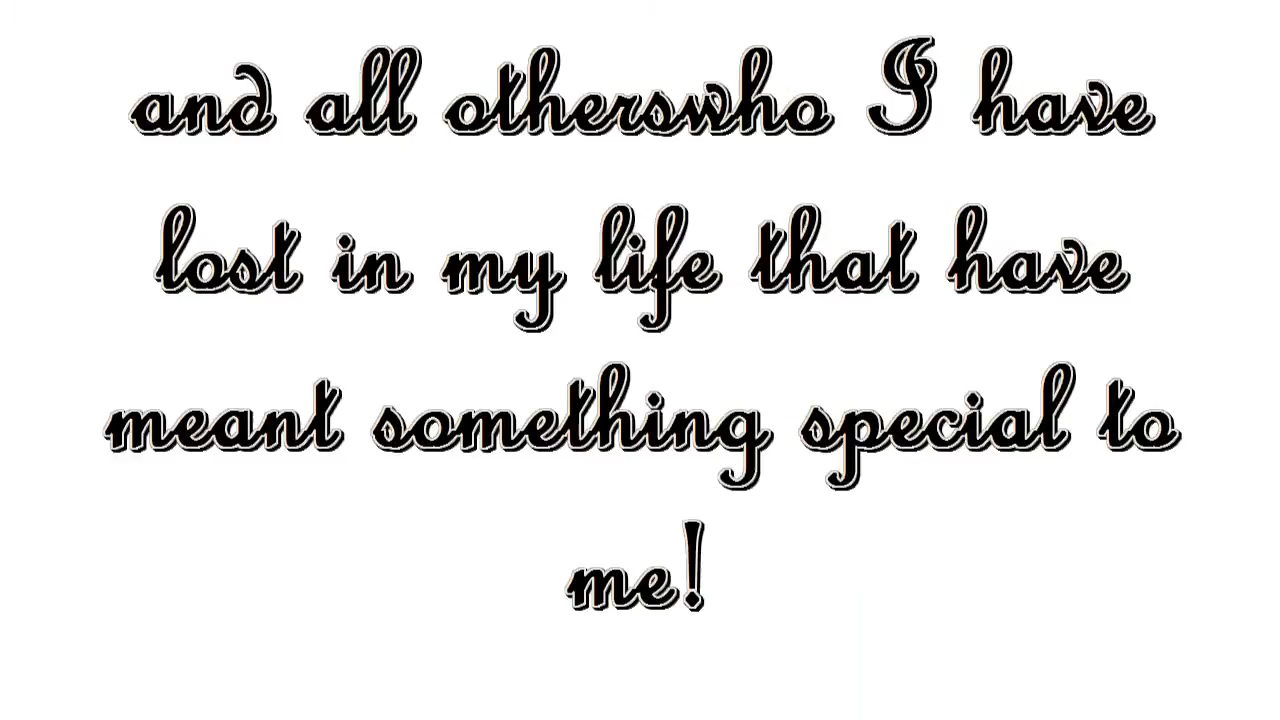 and all otherswho I have
lost in my life that have
meant something special to
me!